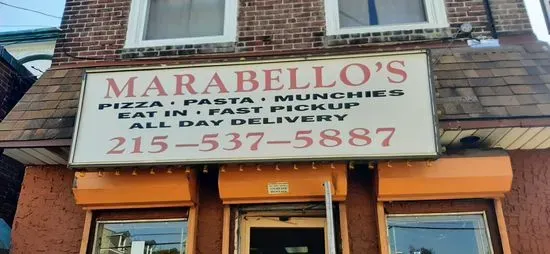 MARABELLO'S
PIZZA · PASTA · MUNCHIES
EAT IN · FAST PICKUP
ALL DAY DELIVERY
215-537-5887